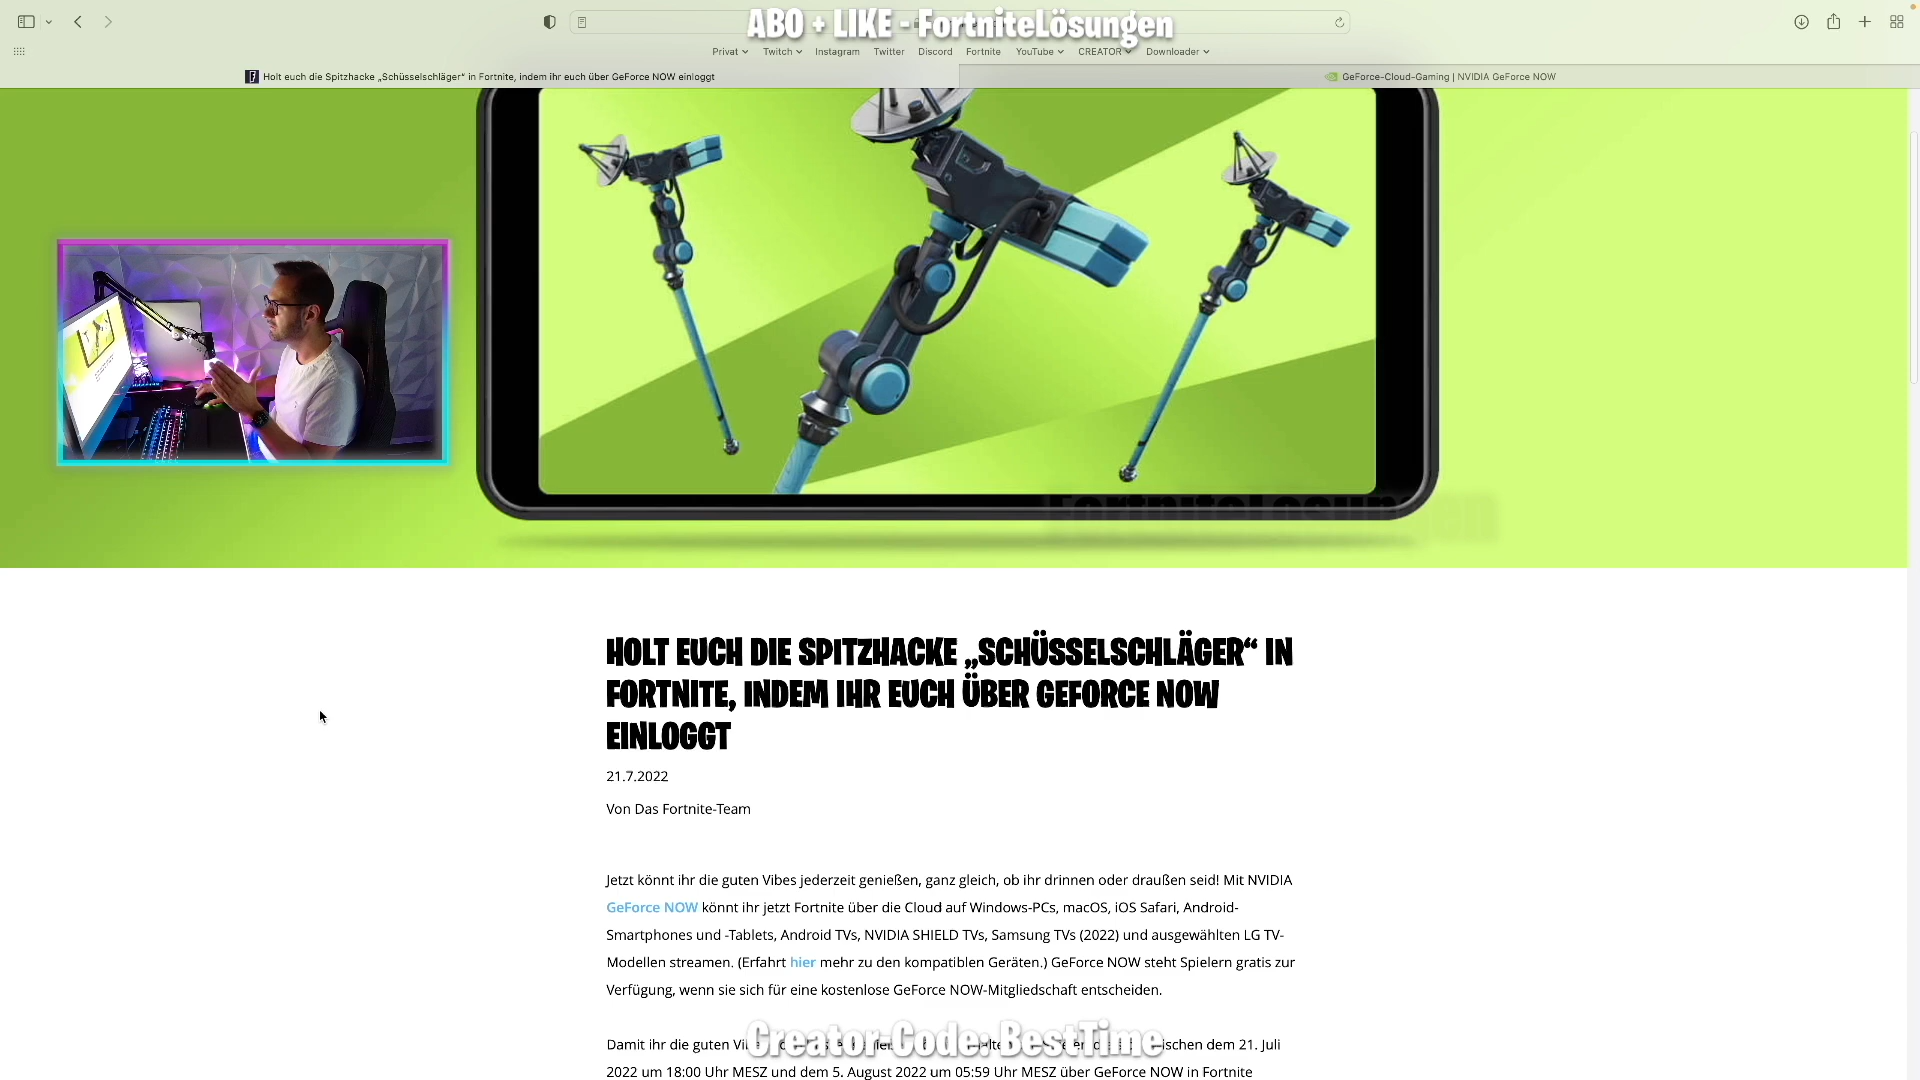 ABO + LIKE - FortniteLösungen
Privat Twitch Instagram Twitter Discord Fortnite YouTube CREATOR Downloader
Holt euch die Spitzhacke „Schüsselschläger“ in Fortnite, indem ihr euch über GeForce NOW einloggt
GeForce-Cloud-Gaming | NVIDIA GeForce NOW
FortniteLösungen
HOLT EUCH DIE SPITZHACKE „SCHÜSSELSCHLÄGER“ IN
FORTNITE, INDEM IHR EUCH ÜBER GEFORCE NOW
EINLOGGT
21.7.2022
Von Das Fortnite-Team
Jetzt könnt ihr die guten Vibes jederzeit genießen, ganz gleich, ob ihr drinnen oder draußen seid! Mit NVIDIA
GeForce NOW könnt ihr jetzt Fortnite über die Cloud auf Windows-PCs, macOS, iOS Safari, Android-
Smartphones und -Tablets, Android TVs, NVIDIA SHIELD TVs, Samsung TVs (2022) und ausgewählten LG TV-
Modellen streamen. (Erfahrt hier mehr zu den kompatiblen Geräten.) GeForce NOW steht Spielern gratis zur
Verfügung, wenn sie sich für eine kostenlose GeForce NOW-Mitgliedschaft entscheiden.
Creator-Code: BestTime
Damit ihr die guten dem 21. Juli
2022 um 18:00 Uhr MESZ und dem 5. August 2022 um 05:59 Uhr MESZ über GeForce NOW in Fortnite